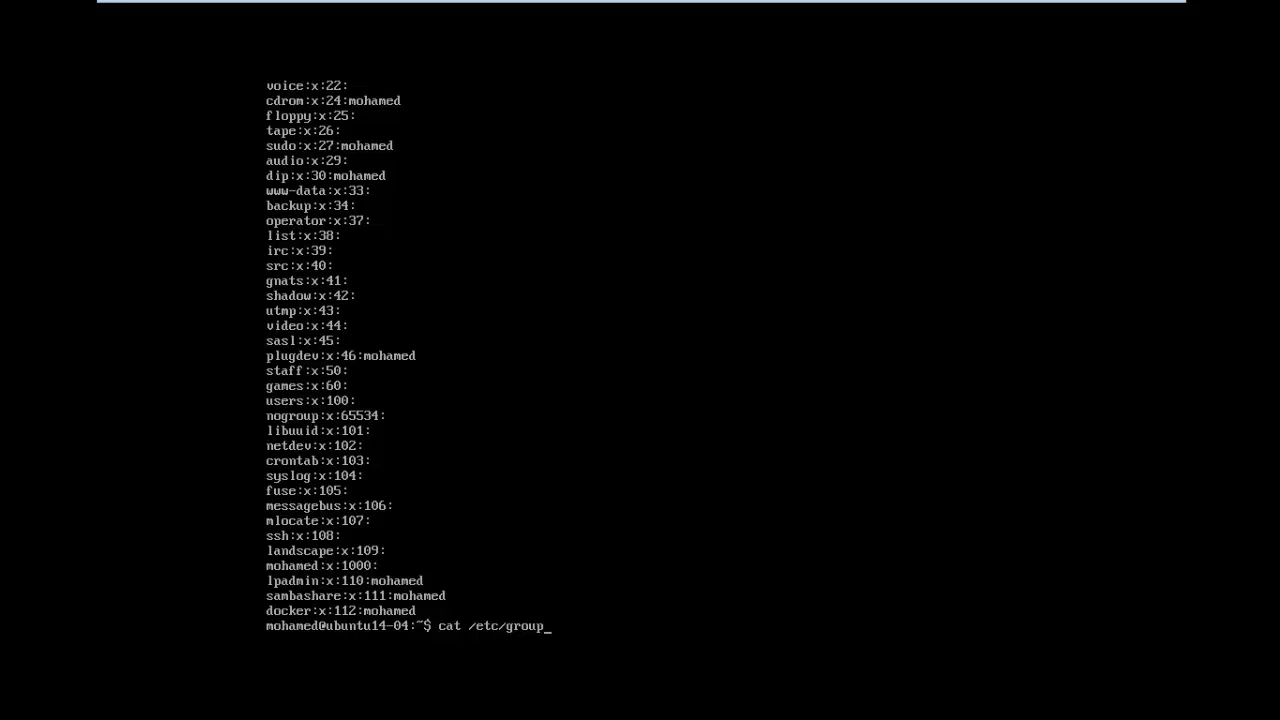 voice:x:22:
cdrom:x:24:mohamed
floppy:x:25:
tape:x:26:
sudo:x:27:mohamed
audio:x:29:
dip:x:30:mohamed
www-data:x:33:
backup:x:34:
operator:x:37:
list:x:38:
irc:x:39:
src:x:40:
gnats:x:41:
shadow:x:42:
utmp:x:43:
video:x:44:
sasl:x:45:
plugdev:x:46:mohamed
staff:x:50:
games:x:60:
users:x:100:
nogroup:x:65534:
libuuid:x:101:
netdev:x:102:
crontab:x:103:
syslog:x:104:
fuse:x:105:
messagebus:x:106:
mlocate:x:107:
ssh:x:108:
landscape:x:109:
mohamed:x:1000:
lpadmin:x:110:mohamed
sambashare:x:111:mohamed
docker:x:112:mohamed
mohamed@ubuntu14-04:~$ cat /etc/group_